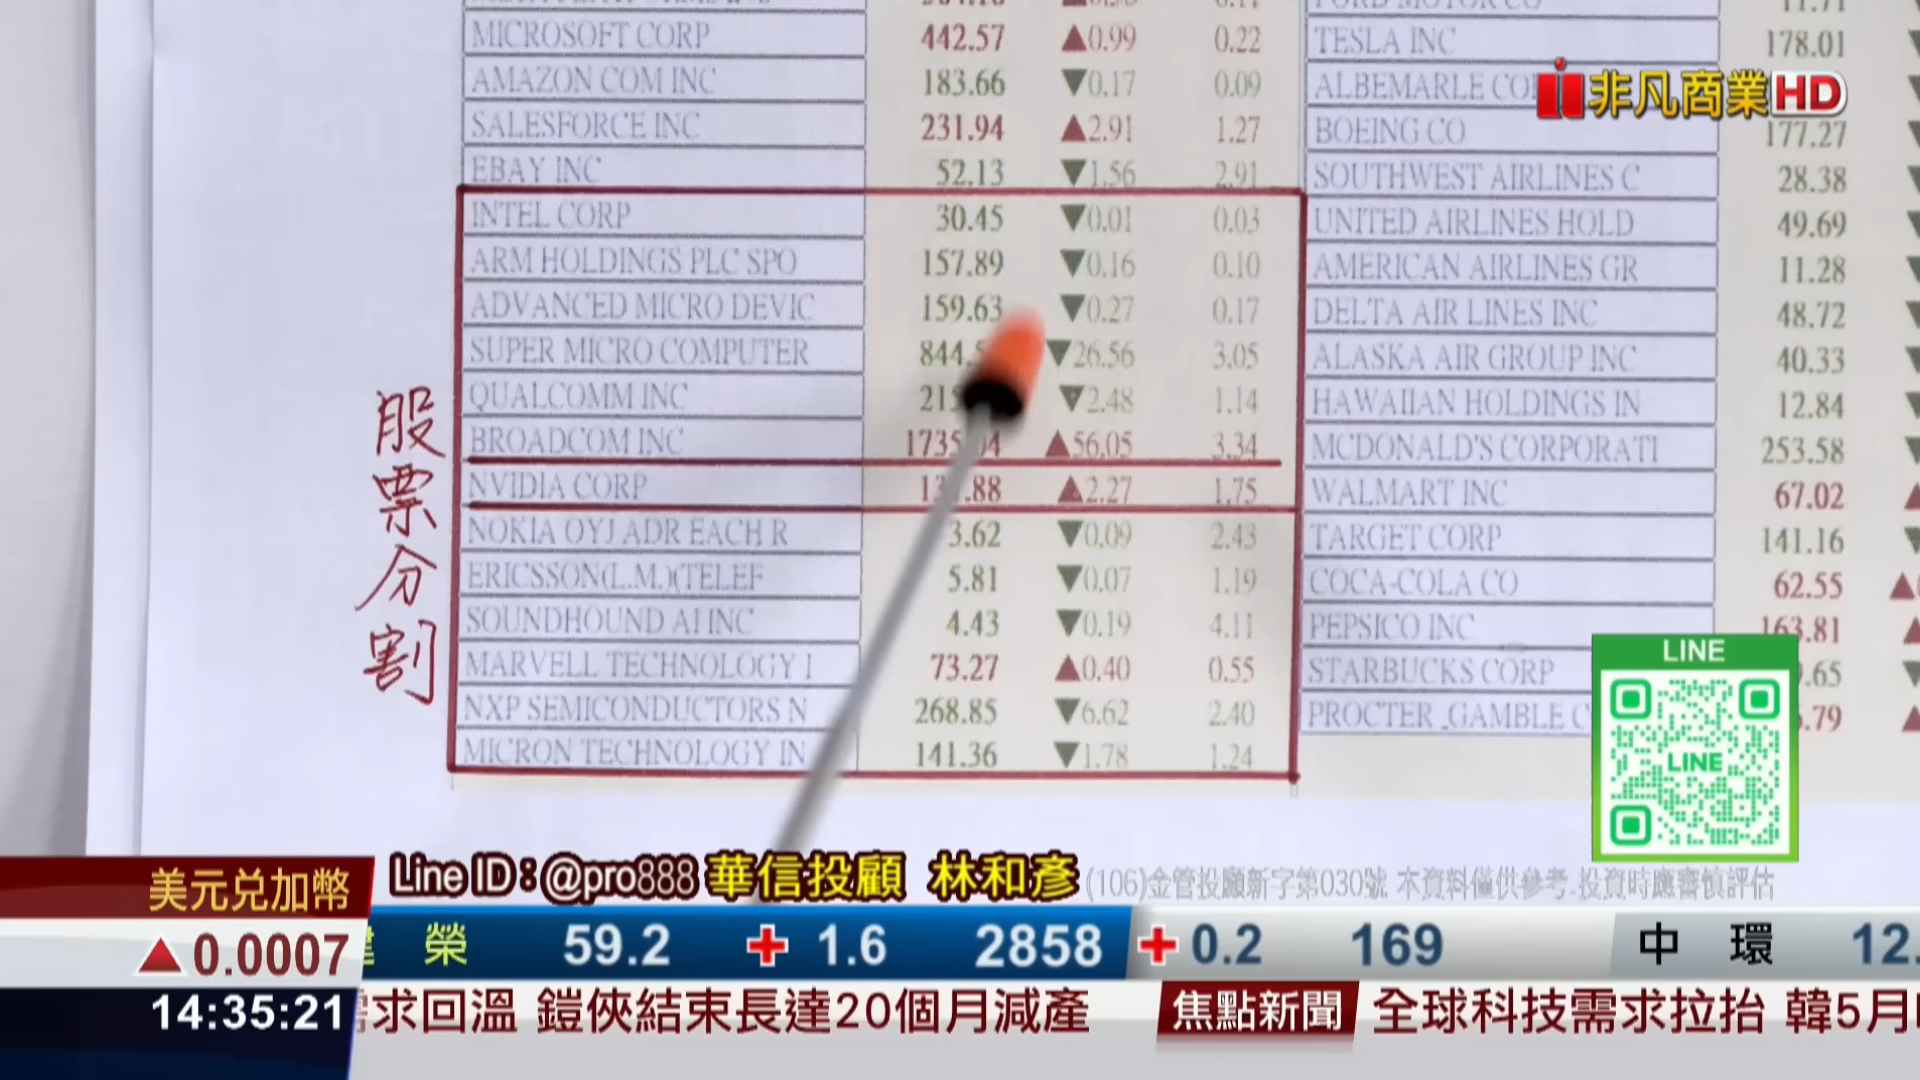 MICROSOFT CORP 442.57 ▲0.99 0.22
AMAZON COM INC 183.66 ▼0.17 0.09
SALESFORCE INC 231.94 ▲2.91 1.27
EBAY INC 52.13 ▼1.56 2.91
INTEL CORP 30.45 ▼0.01 0.03
ARM HOLDINGS PLC SPO 157.89 ▼0.16 0.10
ADVANCED MICRO DEVIC 159.63 ▼0.27 0.17
SUPER MICRO COMPUTER ▼26.56 3.05
QUALCOMM INC ▼2.48 1.14
BROADCOM INC ▲56.05 3.34
NVIDIA CORP ▲2.27 1.75
NOKIA OYJ ADR EACH R 3.62 ▼0.09 2.43
ERICSSON(L.M.)(TELEF 5.81 ▼0.07 1.19
SOUNDHOUND AI INC 4.43 ▼0.19 4.11
MARVELL TECHNOLOGY I 73.27 ▲0.40 0.55
NXP SEMICONDUCTORS N 268.85 ▼6.62 2.40
MICRON TECHNOLOGY IN 141.36 ▼1.78 1.24
股票分割
TESLA INC 178.01
ALBEMARLE CO
BOEING CO 177.27
SOUTHWEST AIRLINES C 28.38
UNITED AIRLINES HOLD 49.69
AMERICAN AIRLINES GR 11.28
DELTA AIR LINES INC 48.72
ALASKA AIR GROUP INC 40.33
HAWAIIAN HOLDINGS IN 12.84
MCDONALD'S CORPORATI 253.58
WALMART INC 67.02
TARGET CORP 141.16
COCA-COLA CO 62.55
PEPSICO INC 163.81
STARBUCKS CORP .65
PROCTER_GAMBLE C .79
非凡商業HD
LINE
LINE
Line ID：@pro888 華信投顧 林和彥 (106)金管投顧新字第030號 本資料僅供參考.投資時應審慎評估
美元兌加幣
▲0.0007
14:35:21
榮 59.2 + 1.6 2858 + 0.2 169 中環 12.
求回溫 鎧俠結束長達20個月減產 焦點新聞 全球科技需求拉抬 韓5月